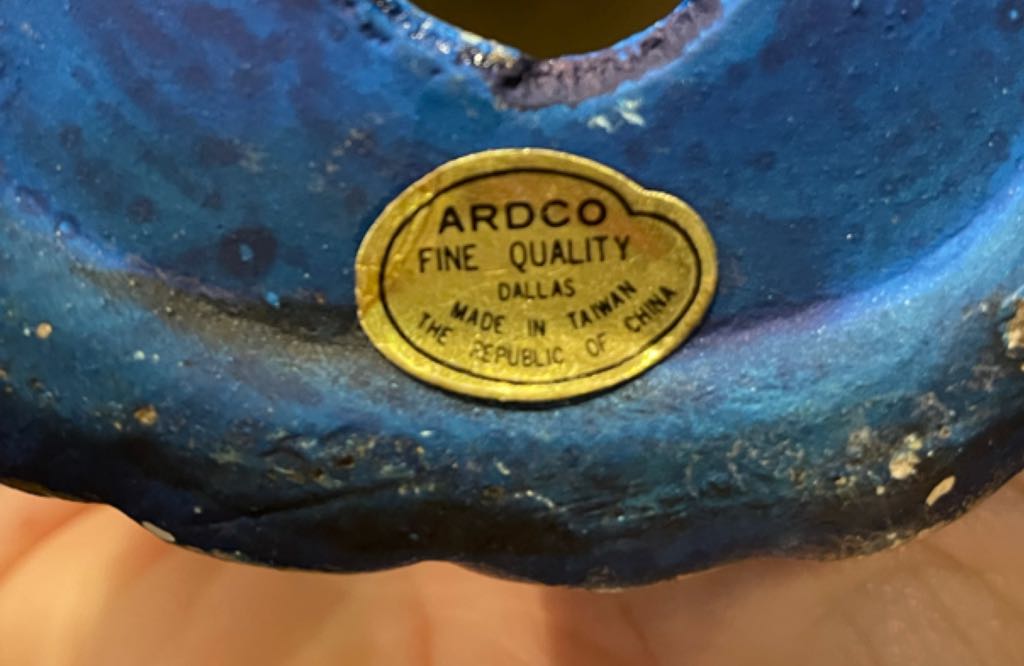 ARDCO
FINE QUALITY
DALLAS
MADE IN TAIWAN
THE REPUBLIC OF CHINA